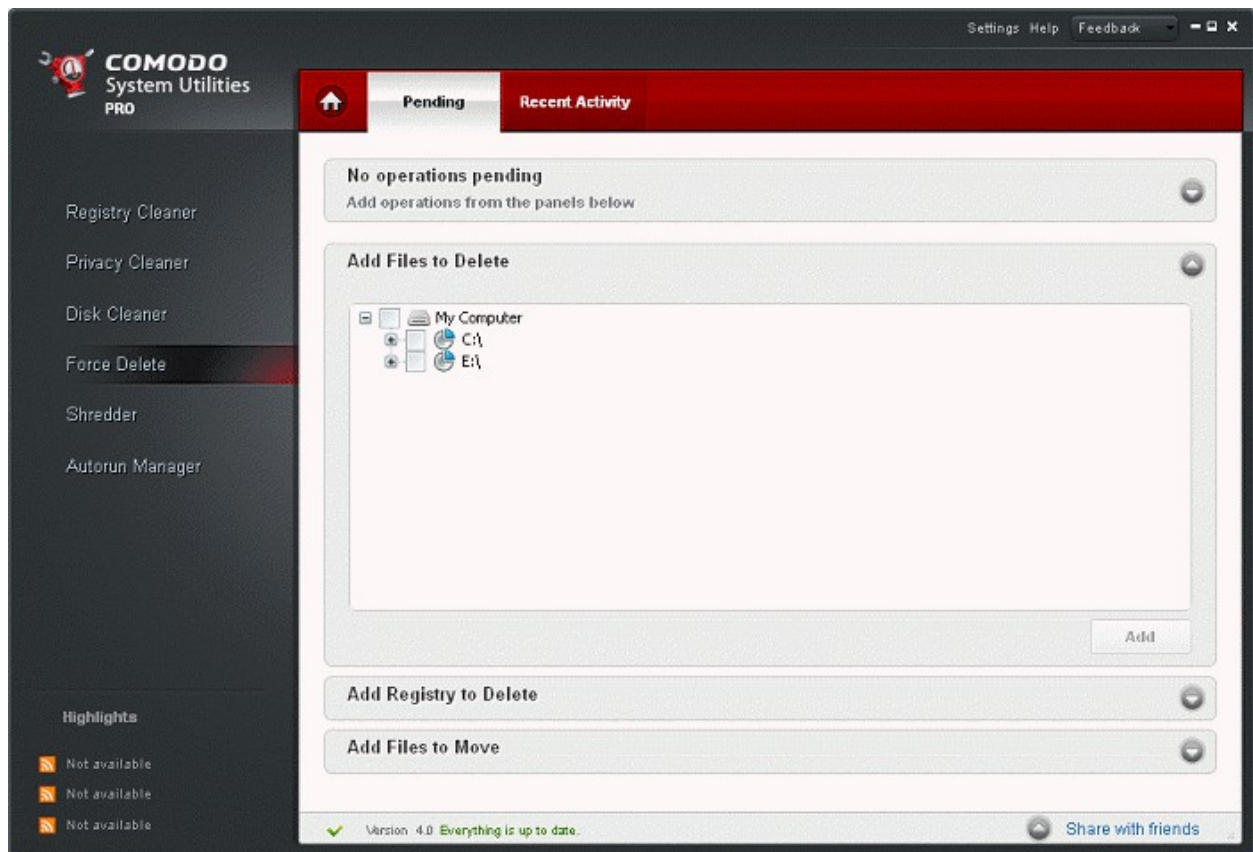 Settings Help Feedback
COMODO
System Utilities
PRO
Pending Recent Activity
Registry Cleaner
Privacy Cleaner
Disk Cleaner
Force Delete
Shredder
Autorun Manager
No operations pending
Add operations from the panels below
Add Files to Delete
My Computer
C:\
E:\
Add
Add Registry to Delete
Add Files to Move
Highlights
Not available
Not available
Not available
Version 4.0 Everything is up to date.
Share with friends